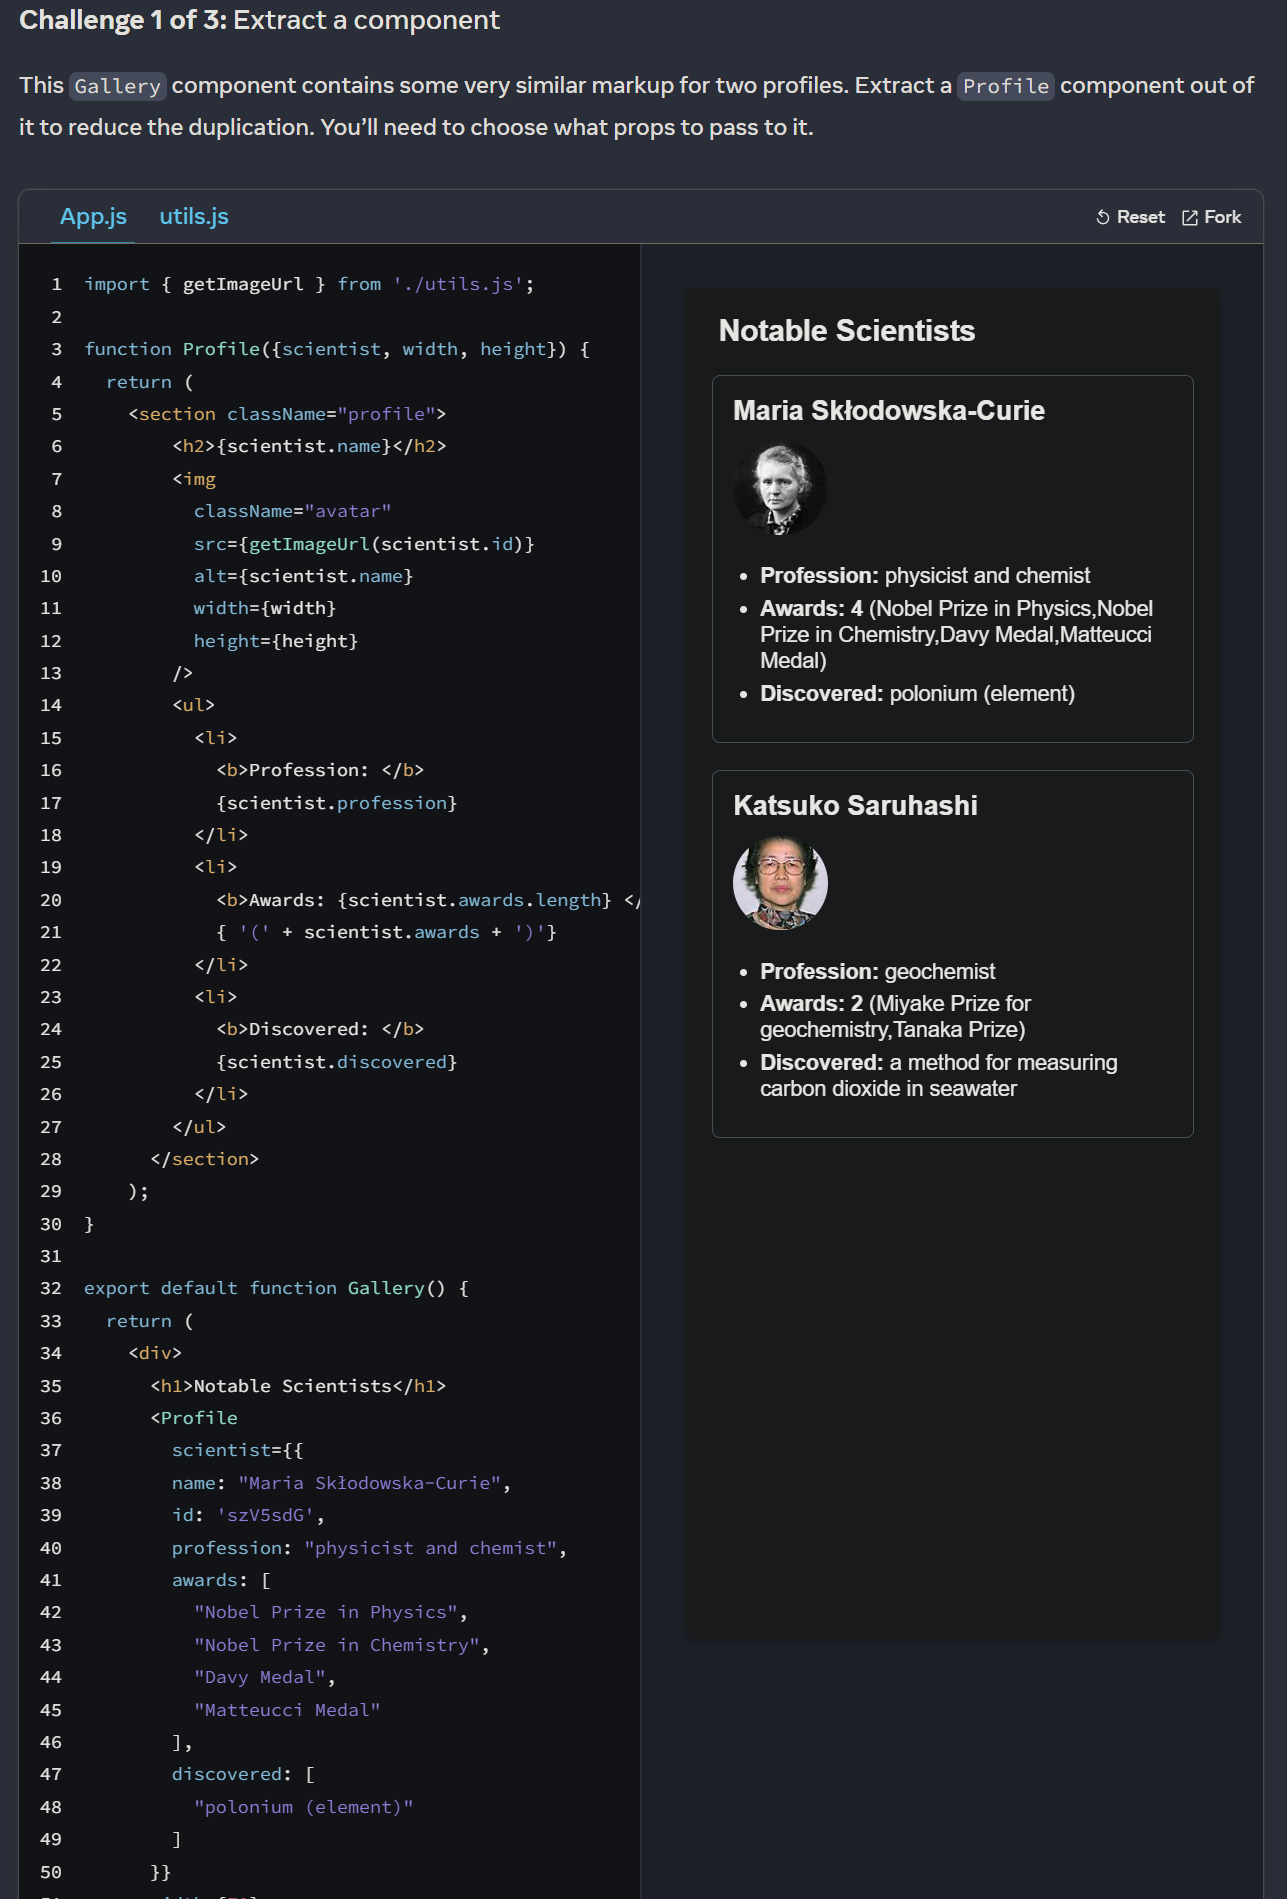 Challenge 1 of 3: Extract a component
This Gallery component contains some very similar markup for two profiles. Extract a Profile component out of
it to reduce the duplication. You’ll need to choose what props to pass to it.
App.js utils.js Reset Fork
1 import { getImageUrl } from './utils.js';
2
3 function Profile({scientist, width, height}) {
4 return (
5 <section className="profile">
6 <h2>{scientist.name}</h2>
7 <img
8 className="avatar"
9 src={getImageUrl(scientist.id)}
10 alt={scientist.name}
11 width={width}
12 height={height}
13 />
14 <ul>
15 <li>
16 <b>Profession: </b>
17 {scientist.profession}
18 </li>
19 <li>
20 <b>Awards: {scientist.awards.length} </
21 { '(' + scientist.awards + ')'}
22 </li>
23 <li>
24 <b>Discovered: </b>
25 {scientist.discovered}
26 </li>
27 </ul>
28 </section>
29 );
30 }
31
32 export default function Gallery() {
33 return (
34 <div>
35 <h1>Notable Scientists</h1>
36 <Profile
37 scientist={{
38 name: "Maria Skłodowska-Curie",
39 id: 'szV5sdG',
40 profession: "physicist and chemist",
41 awards: [
42 "Nobel Prize in Physics",
43 "Nobel Prize in Chemistry",
44 "Davy Medal",
45 "Matteucci Medal"
46 ],
47 discovered: [
48 "polonium (element)"
49 ]
50 }}
Notable Scientists
Maria Skłodowska-Curie
• Profession: physicist and chemist
• Awards: 4 (Nobel Prize in Physics,Nobel
Prize in Chemistry,Davy Medal,Matteucci
Medal)
• Discovered: polonium (element)
Katsuko Saruhashi
• Profession: geochemist
• Awards: 2 (Miyake Prize for
geochemistry,Tanaka Prize)
• Discovered: a method for measuring
carbon dioxide in seawater